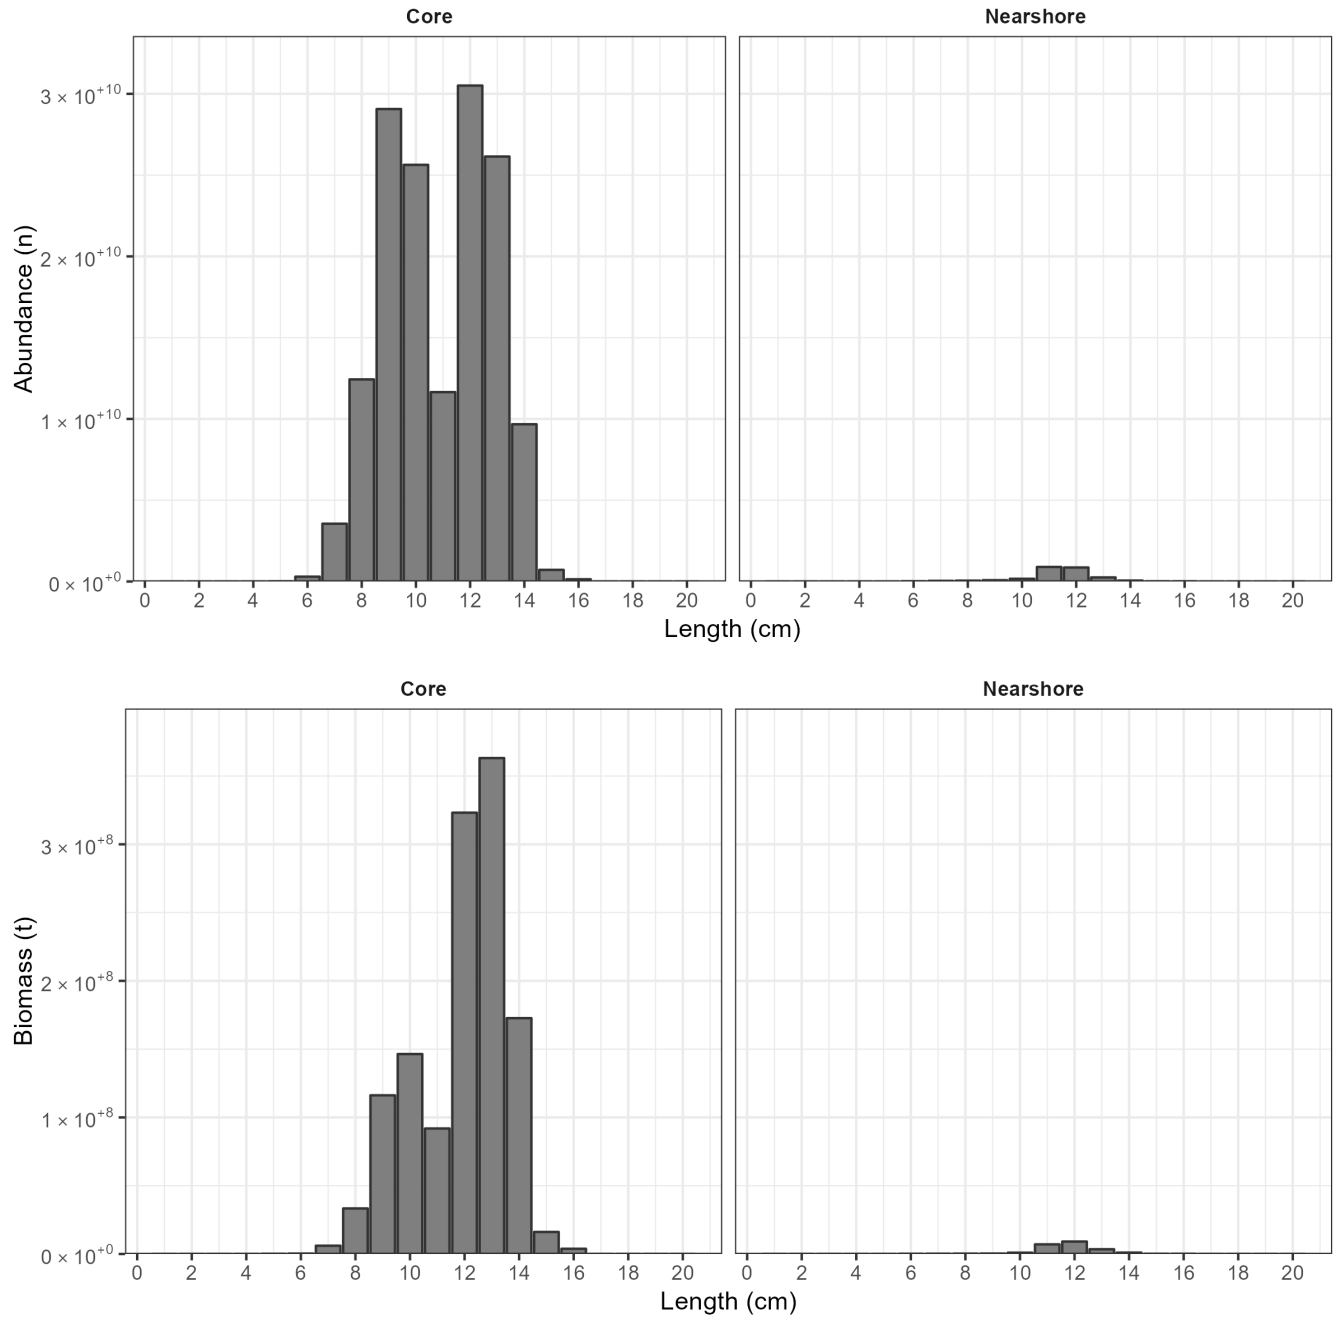 Core Nearshore
3 × 10⁺¹⁰
2 × 10⁺¹⁰
1 × 10⁺¹⁰
0 × 10⁺⁰
Abundance (n)
0 2 4 6 8 10 12 14 16 18 20 0 2 4 6 8 10 12 14 16 18 20
Length (cm)
Core Nearshore
3 × 10⁺⁸
2 × 10⁺⁸
1 × 10⁺⁸
0 × 10⁺⁰
Biomass (t)
0 2 4 6 8 10 12 14 16 18 20 0 2 4 6 8 10 12 14 16 18 20
Length (cm)